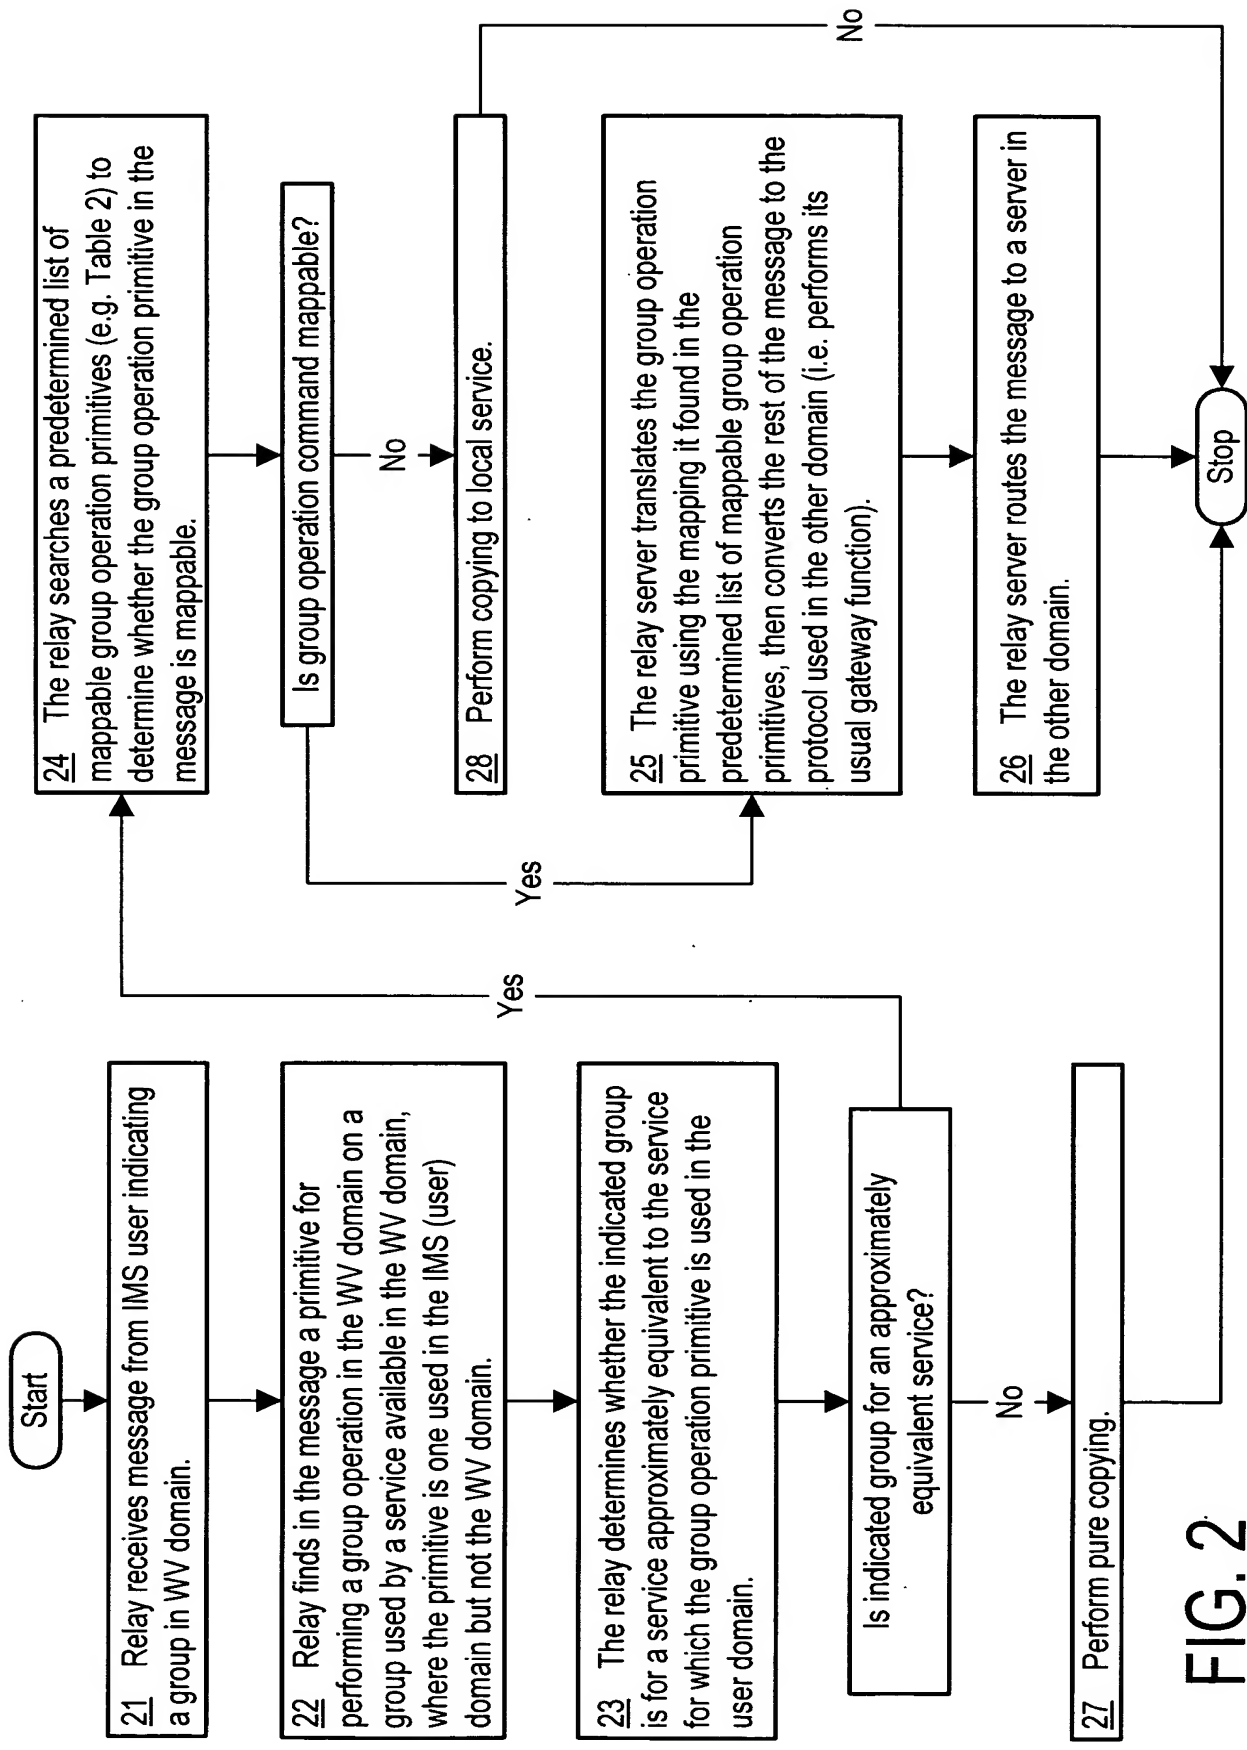 Start
21 Relay receives message from IMS user indicating
a group in WV domain.
22 Relay finds in the message a primitive for
performing a group operation in the WV domain on a
group used by a service available in the WV domain,
where the primitive is one used in the IMS (user)
domain but not the WV domain.
23 The relay determines whether the indicated group
is for a service approximately equivalent to the service
for which the group operation primitive is used in the
user domain.
Is indicated group for an approximately
equivalent service?
Yes
No
27 Perform pure copying.
24 The relay searches a predetermined list of
mappable group operation primitives (e.g. Table 2) to
determine whether the group operation primitive in the
message is mappable.
Is group operation command mappable?
No
Yes
28 Perform copying to local service.
No
25 The relay server translates the group operation
primitive using the mapping it found in the
predetermined list of mappable group operation
primitives, then converts the rest of the message to the
protocol used in the other domain (i.e. performs its
usual gateway function).
26 The relay server routes the message to a server in
the other domain.
Stop
FIG. 2